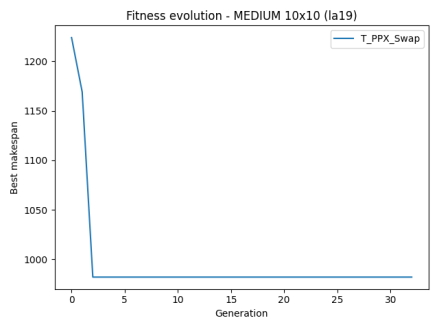 Fitness evolution - MEDIUM 10x10 (la19)
T_PPX_Swap
1200
1150
1100
1050
1000
Best makespan
0 5 10 15 20 25 30
Generation